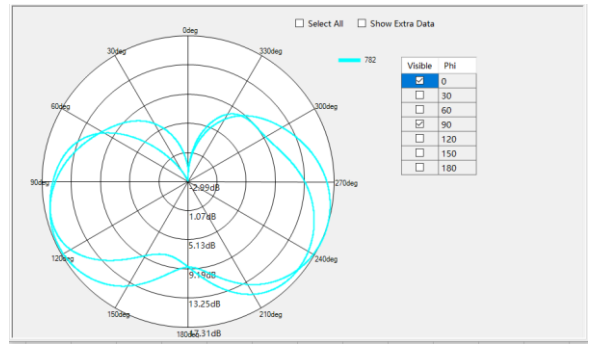 Select All
Show Extra Data
782
Visible Phi
0
30
60
90
120
150
180
0deg
30deg
330deg
60deg
300deg
90deg
270deg
120deg
240deg
150deg
210deg
180deg
-2.99dB
1.07dB
5.13dB
9.19dB
13.25dB
17.31dB